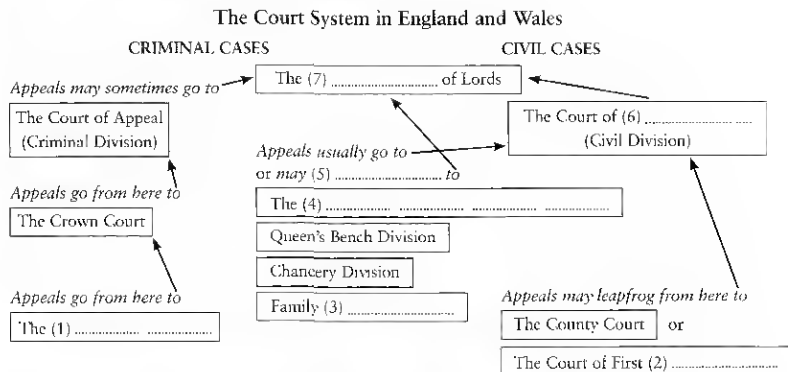 The Court System in England and Wales
CRIMINAL CASES
CIVIL CASES
Appeals may sometimes go to
The (7) ........................ of Lords
The Court of Appeal
(Criminal Division)
The Court of (6) ........................
(Civil Division)
Appeals usually go to
or may (5) ........................ to
Appeals go from here to
The Crown Court
The (4) .................... .................... .................... ....................
Queen's Bench Division
Chancery Division
Family (3) ........................
Appeals go from here to
The (1) .................... ....................
Appeals may leapfrog from here to
The County Court or
The Court of First (2) ........................